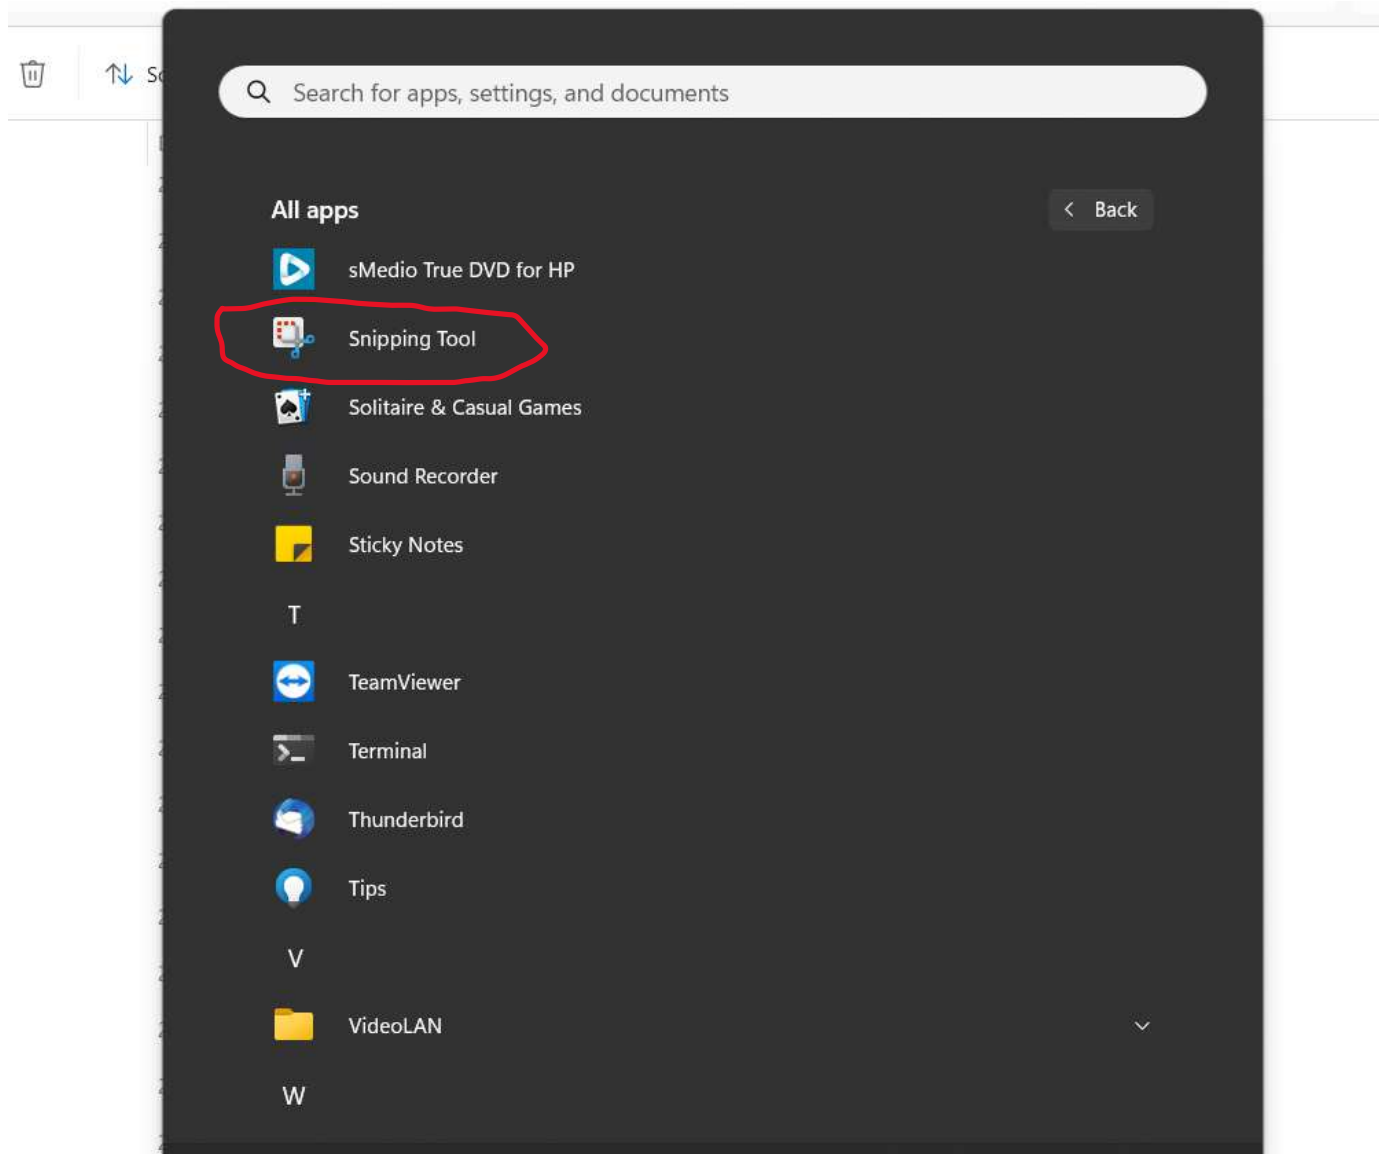 Search for apps, settings, and documents
All apps
Back
sMedio True DVD for HP
Snipping Tool
Solitaire & Casual Games
Sound Recorder
Sticky Notes
T
TeamViewer
Terminal
Thunderbird
Tips
V
VideoLAN
W